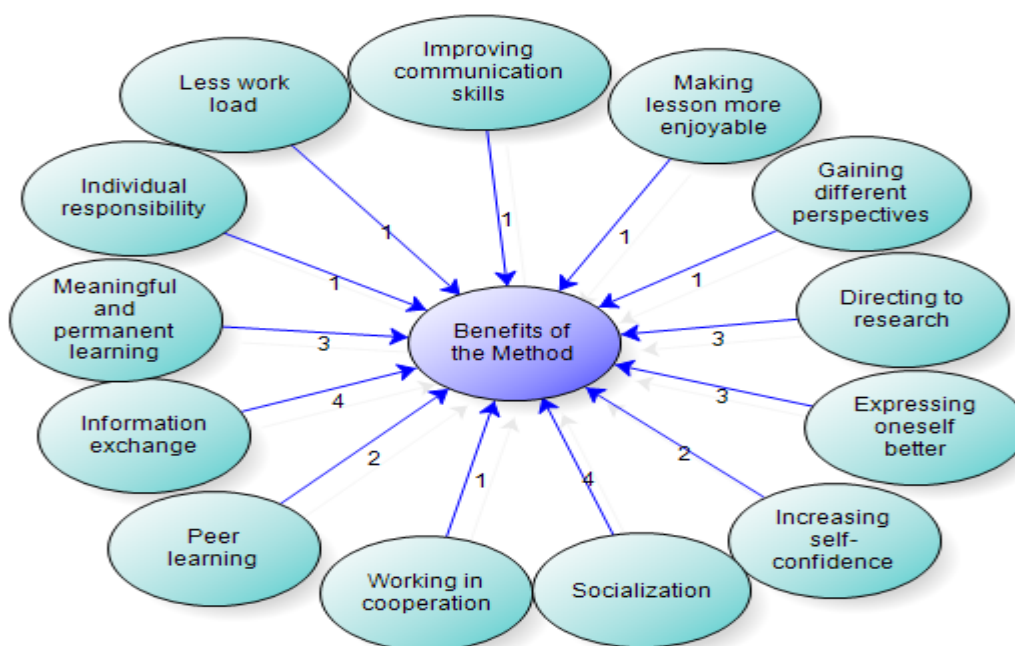 Improving
communication
skills
Less work
load
Making
lesson more
enjoyable
Individual
responsibility
Gaining
different
perspectives
Meaningful
and
permanent
learning
Directing to
research
Information
exchange
Expressing
oneself
better
Peer
learning
Increasing
self-
confidence
Working in
cooperation
Socialization
Benefits of
the Method
1
1
1
1
1
3
3
4
3
2
2
1
4